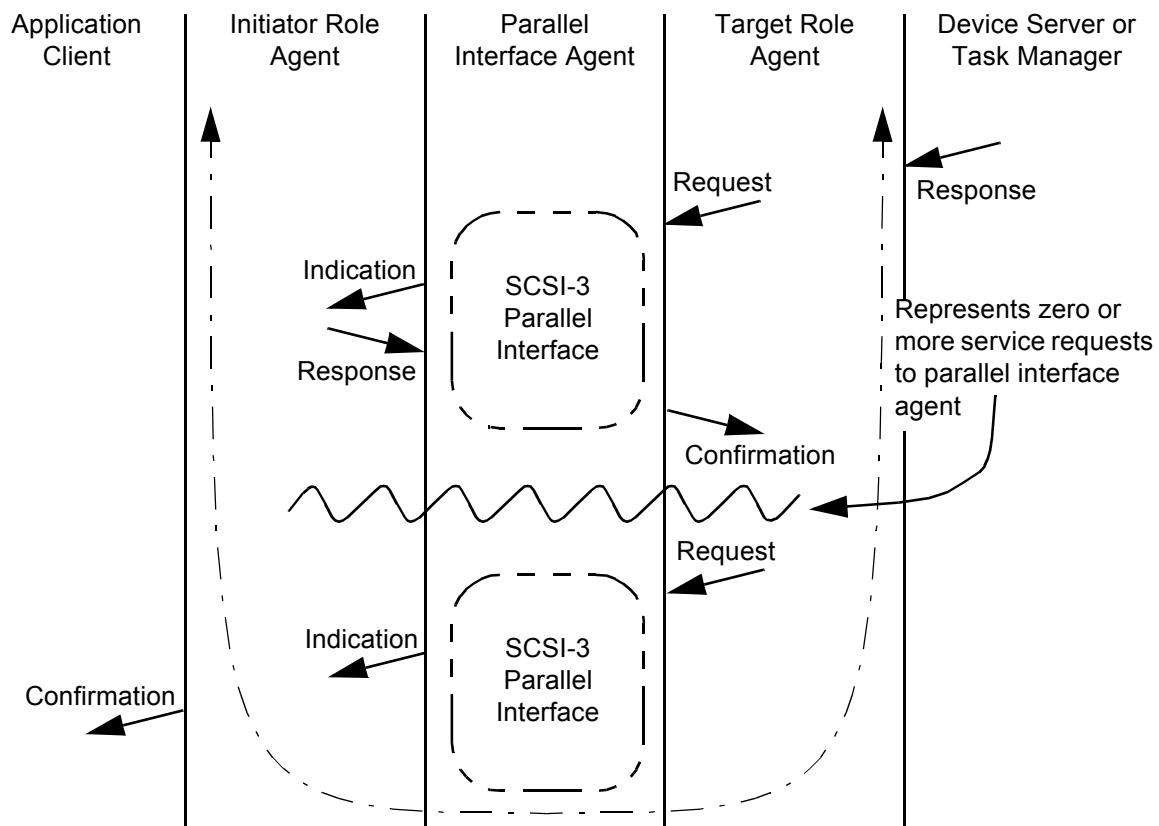 Application
Client
Initiator Role
Agent
Parallel
Interface Agent
Target Role
Agent
Device Server or
Task Manager
Response
Request
Indication
SCSI-3
Parallel
Interface
Response
Represents zero or
more service requests
to parallel interface
agent
Confirmation
Request
Indication
SCSI-3
Parallel
Interface
Confirmation